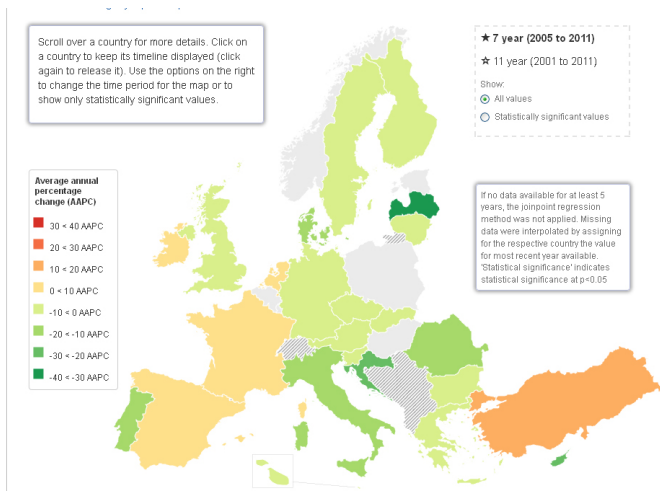 Scroll over a country for more details. Click on
a country to keep its timeline displayed (click
again to release it). Use the options on the right
to change the time period for the map or to
show only statistically significant values.
★ 7 year (2005 to 2011)
☆ 11 year (2001 to 2011)
Show:
All values
Statistically significant values
Average annual
percentage
change (AAPC)
30 < 40 AAPC
20 < 30 AAPC
10 < 20 AAPC
0 < 10 AAPC
-10 < 0 AAPC
-20 < -10 AAPC
-30 < -20 AAPC
-40 < -30 AAPC
If no data available for at least 5
years, the joinpoint regression
method was not applied. Missing
data were interpolated by assigning
for the respective country the value
for most recent year available.
'Statistical significance' indicates
statistical significance at p<0.05